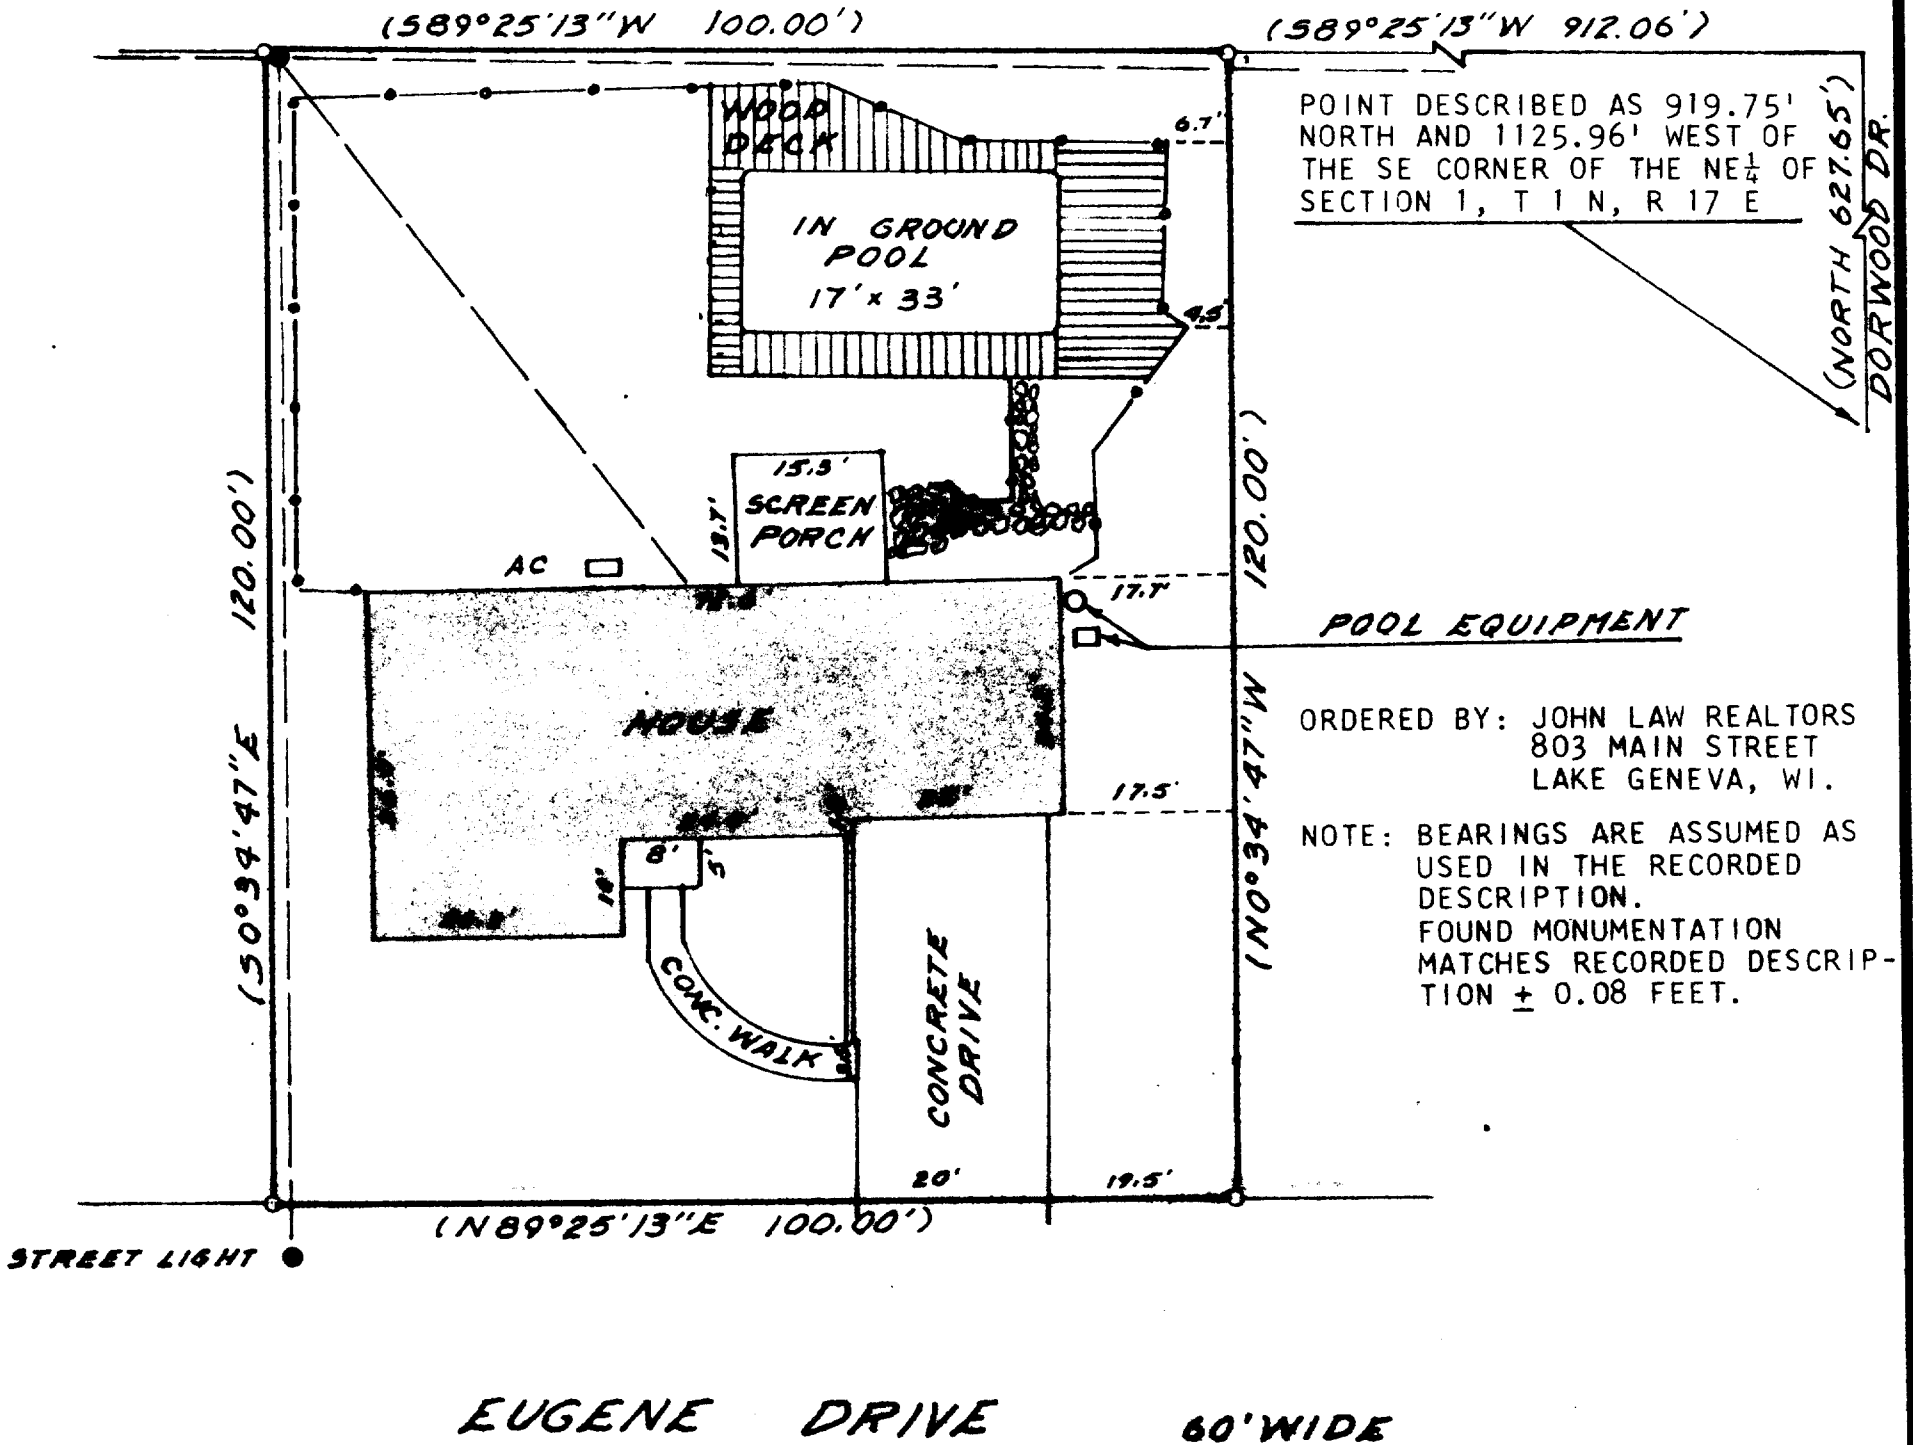 (S89°25'13"W 100.00')
(S89°25'13"W 912.06')
WOOD
DECK
6.7'
POINT DESCRIBED AS 919.75'
NORTH AND 1125.96' WEST OF
THE SE CORNER OF THE NE¼ OF
SECTION 1, T 1 N, R 17 E
(NORTH 627.65')
DORWOOD DR.
IN GROUND
POOL
17' x 33'
15.3'
SCREEN
PORCH
13.7'
120.00')
120.00')
AC
17.7'
POOL EQUIPMENT
HOUSE
ORDERED BY: JOHN LAW REALTORS
803 MAIN STREET
LAKE GENEVA, WI.
17.5'
NOTE: BEARINGS ARE ASSUMED AS
USED IN THE RECORDED
DESCRIPTION.
FOUND MONUMENTATION
MATCHES RECORDED DESCRIP-
TION ± 0.08 FEET.
(S0°34'47"E
(N0°34'47"W
8'
5'
CONC. WALK
CONCRETE
DRIVE
20'
19.5'
(N89°25'13"E 100.00')
STREET LIGHT
EUGENE DRIVE 60' WIDE